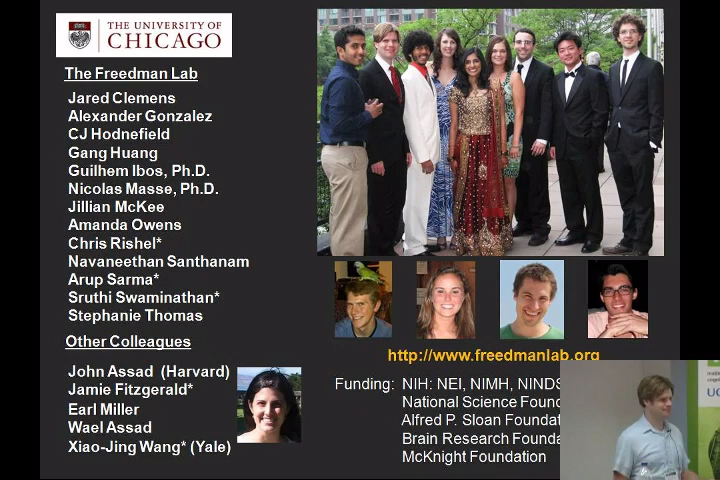 THE UNIVERSITY OF
CHICAGO
The Freedman Lab
Jared Clemens
Alexander Gonzalez
CJ Hodnefield
Gang Huang
Guilhem Ibos, Ph.D.
Nicolas Masse, Ph.D.
Jillian McKee
Amanda Owens
Chris Rishel*
Navaneethan Santhanam
Arup Sarma*
Sruthi Swaminathan*
Stephanie Thomas
Other Colleagues
John Assad (Harvard)
Jamie Fitzgerald*
Earl Miller
Wael Assad
Xiao-Jing Wang* (Yale)
http://www.freedmanlab.org
Funding: NIH: NEI, NIMH, NINDS
National Science Found
Alfred P. Sloan Foundat
Brain Research Founda
McKnight Foundation